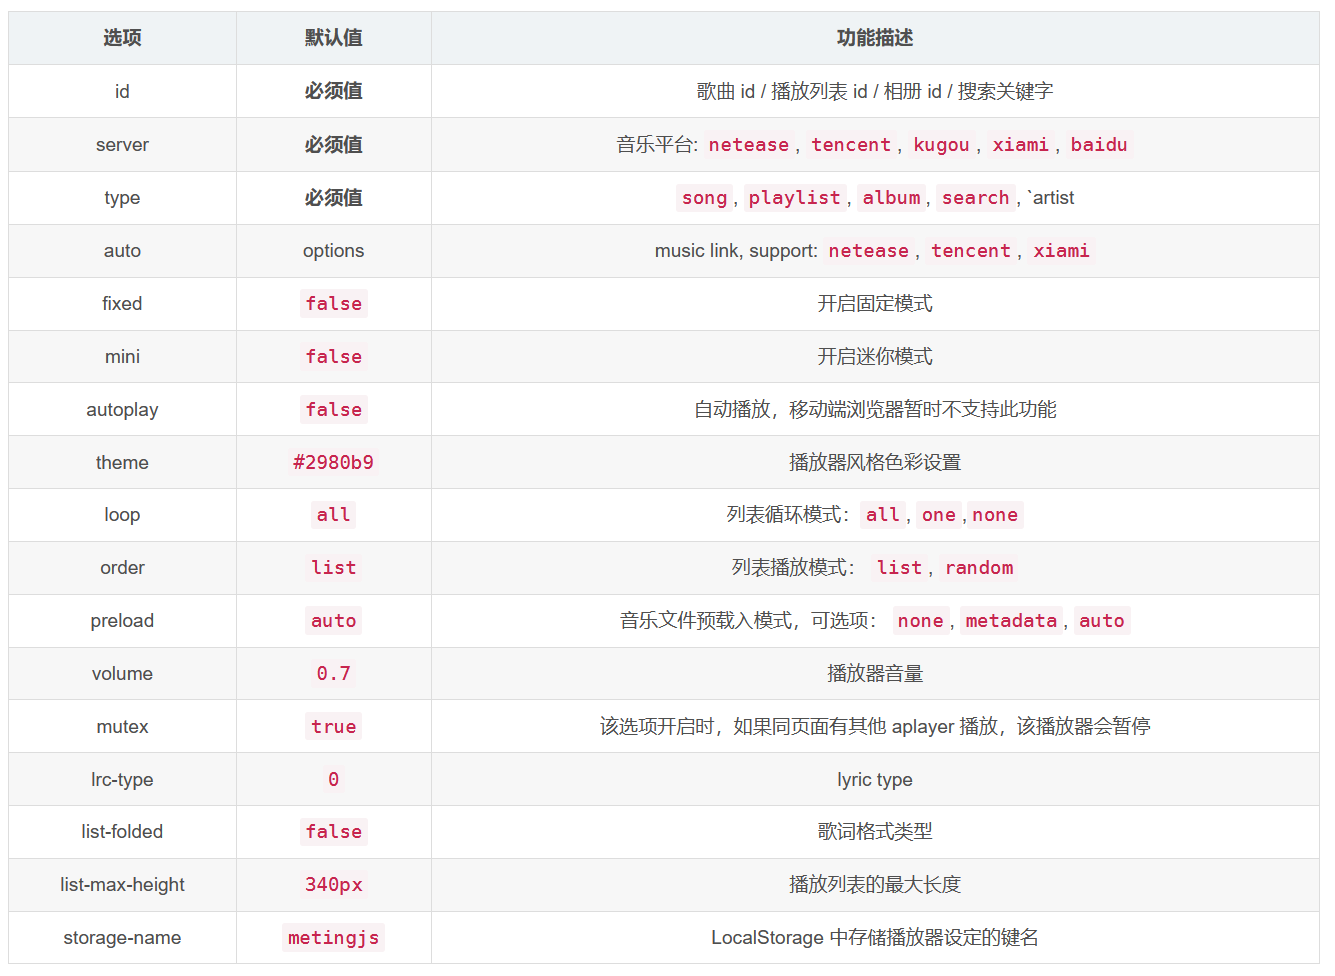 选项 默认值 功能描述
id 必须值 歌曲 id / 播放列表 id / 相册 id / 搜索关键字
server 必须值 音乐平台: netease , tencent , kugou , xiami , baidu
type 必须值 song , playlist , album , search , `artist
auto options music link, support: netease , tencent , xiami
fixed false 开启固定模式
mini false 开启迷你模式
autoplay false 自动播放，移动端浏览器暂时不支持此功能
theme #2980b9 播放器风格色彩设置
loop all 列表循环模式： all , one , none
order list 列表播放模式： list , random
preload auto 音乐文件预载入模式，可选项： none , metadata , auto
volume 0.7 播放器音量
mutex true 该选项开启时，如果同页面有其他 aplayer 播放，该播放器会暂停
lrc-type 0 lyric type
list-folded false 歌词格式类型
list-max-height 340px 播放列表的最大长度
storage-name metingjs LocalStorage 中存储播放器设定的键名